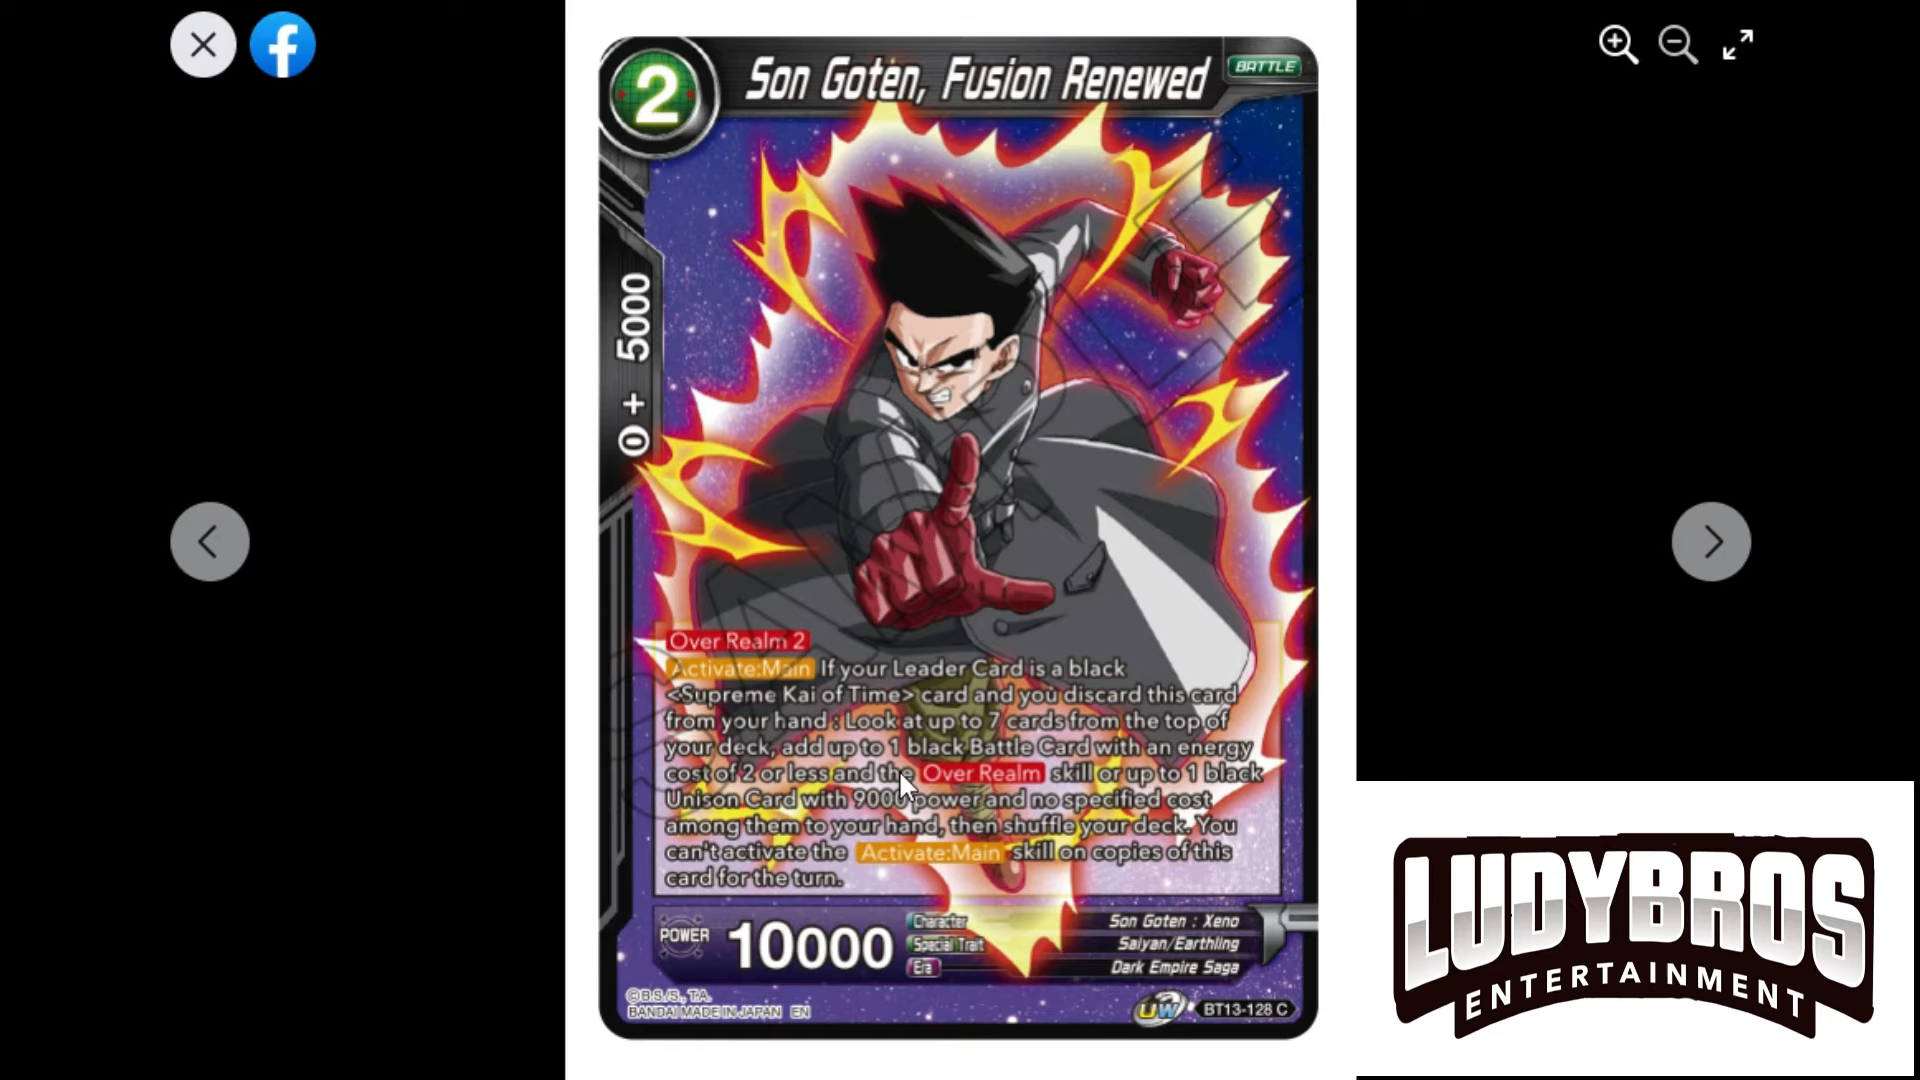 2
Son Goten, Fusion Renewed
BATTLE
0 + 5000
Over Realm 2
Activate:Main If your Leader Card is a black
<Supreme Kai of Time> card and you discard this card
from your hand : Look at up to 7 cards from the top of
your deck, add up to 1 black Battle Card with an energy
cost of 2 or less and the Over Realm skill or up to 1 black
Unison Card with 9000 power and no specified cost
among them to your hand, then shuffle your deck. You
can't activate the Activate:Main skill on copies of this
card for the turn.
POWER 10000
Character Son Goten : Xeno
Special Trait Saiyan/Earthling
Era Dark Empire Saga
©B.S./S., T.A.
BANDAI MADE IN JAPAN EN
UW
BT13-128 C
LUDYBROS
ENTERTAINMENT